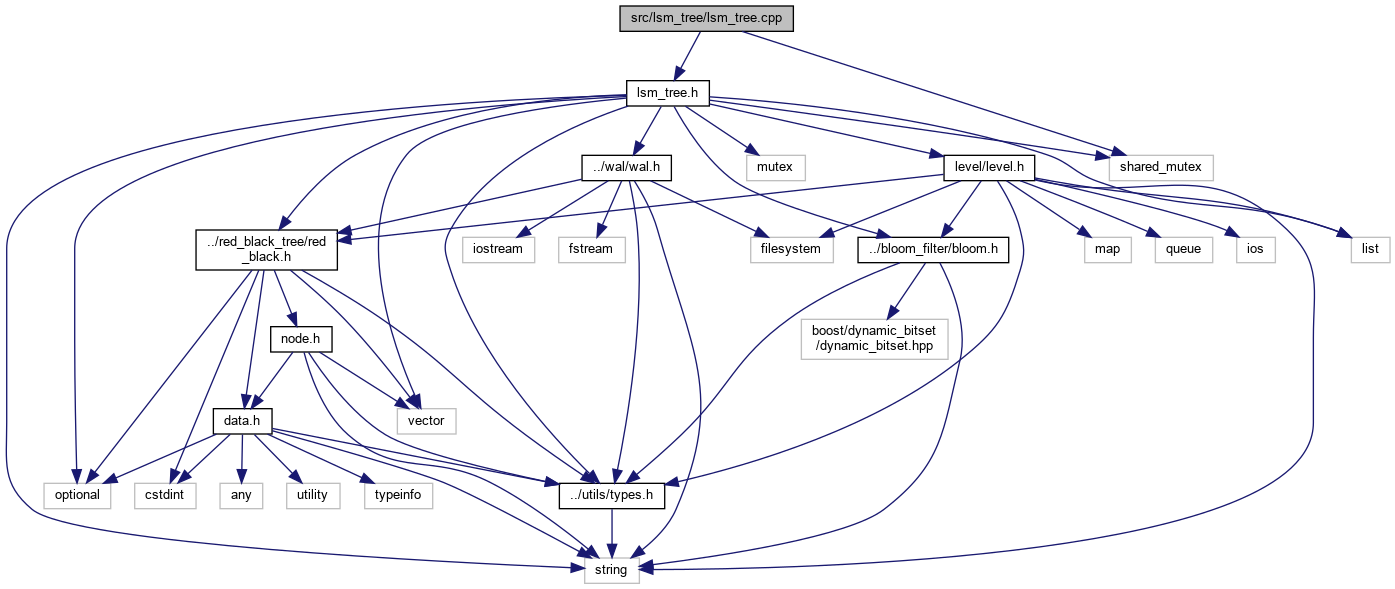 src/lsm_tree/lsm_tree.cpp
lsm_tree.h
../wal/wal.h
mutex
level/level.h
shared_mutex
../red_black_tree/red
_black.h
iostream
fstream
filesystem
../bloom_filter/bloom.h
map
queue
ios
list
node.h
boost/dynamic_bitset
/dynamic_bitset.hpp
data.h
vector
optional
cstdint
any
utility
typeinfo
../utils/types.h
string